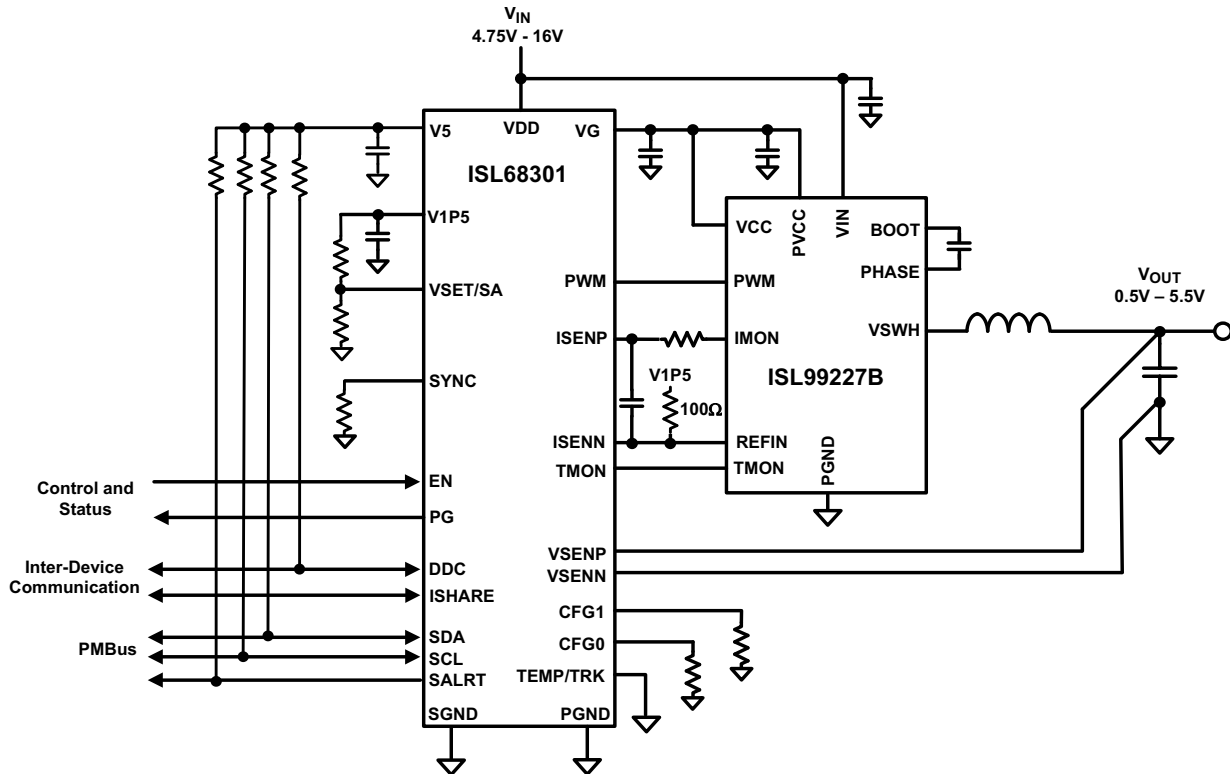 VIN
4.75V - 16V
V5
VDD
VG
ISL68301
V1P5
VSET/SA
SYNC
PWM
ISENP
ISENN
TMON
V1P5
100Ω
VCC
PVCC
VIN
BOOT
PHASE
PWM
VSWH
IMON
ISL99227B
REFIN
TMON
PGND
VOUT
0.5V – 5.5V
Control and
Status
EN
PG
Inter-Device
Communication
DDC
ISHARE
PMBus
SDA
SCL
SALRT
VSENP
VSENN
CFG1
CFG0
TEMP/TRK
SGND
PGND